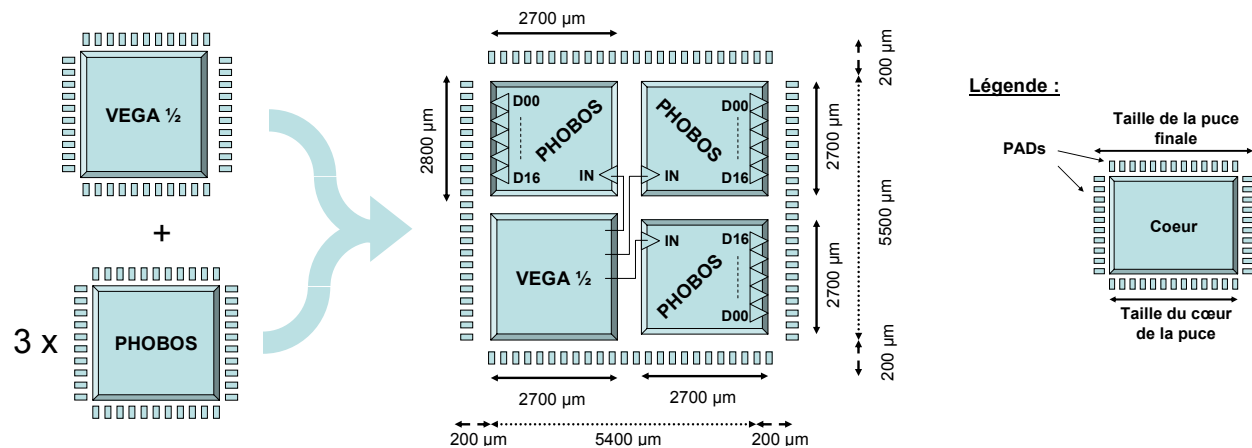 VEGA ½
+
3 x
PHOBOS
2700 µm
200 µm
2800 µm
D00
D16
PHOBOS
IN
D00
D16
PHOBOS
IN
2700 µm
5500 µm
VEGA ½
IN
D16
D00
PHOBOS
2700 µm
200 µm
2700 µm
2700 µm
200 µm
5400 µm
200 µm
Légende :
Taille de la puce
finale
PADs
Coeur
Taille du cœur
de la puce